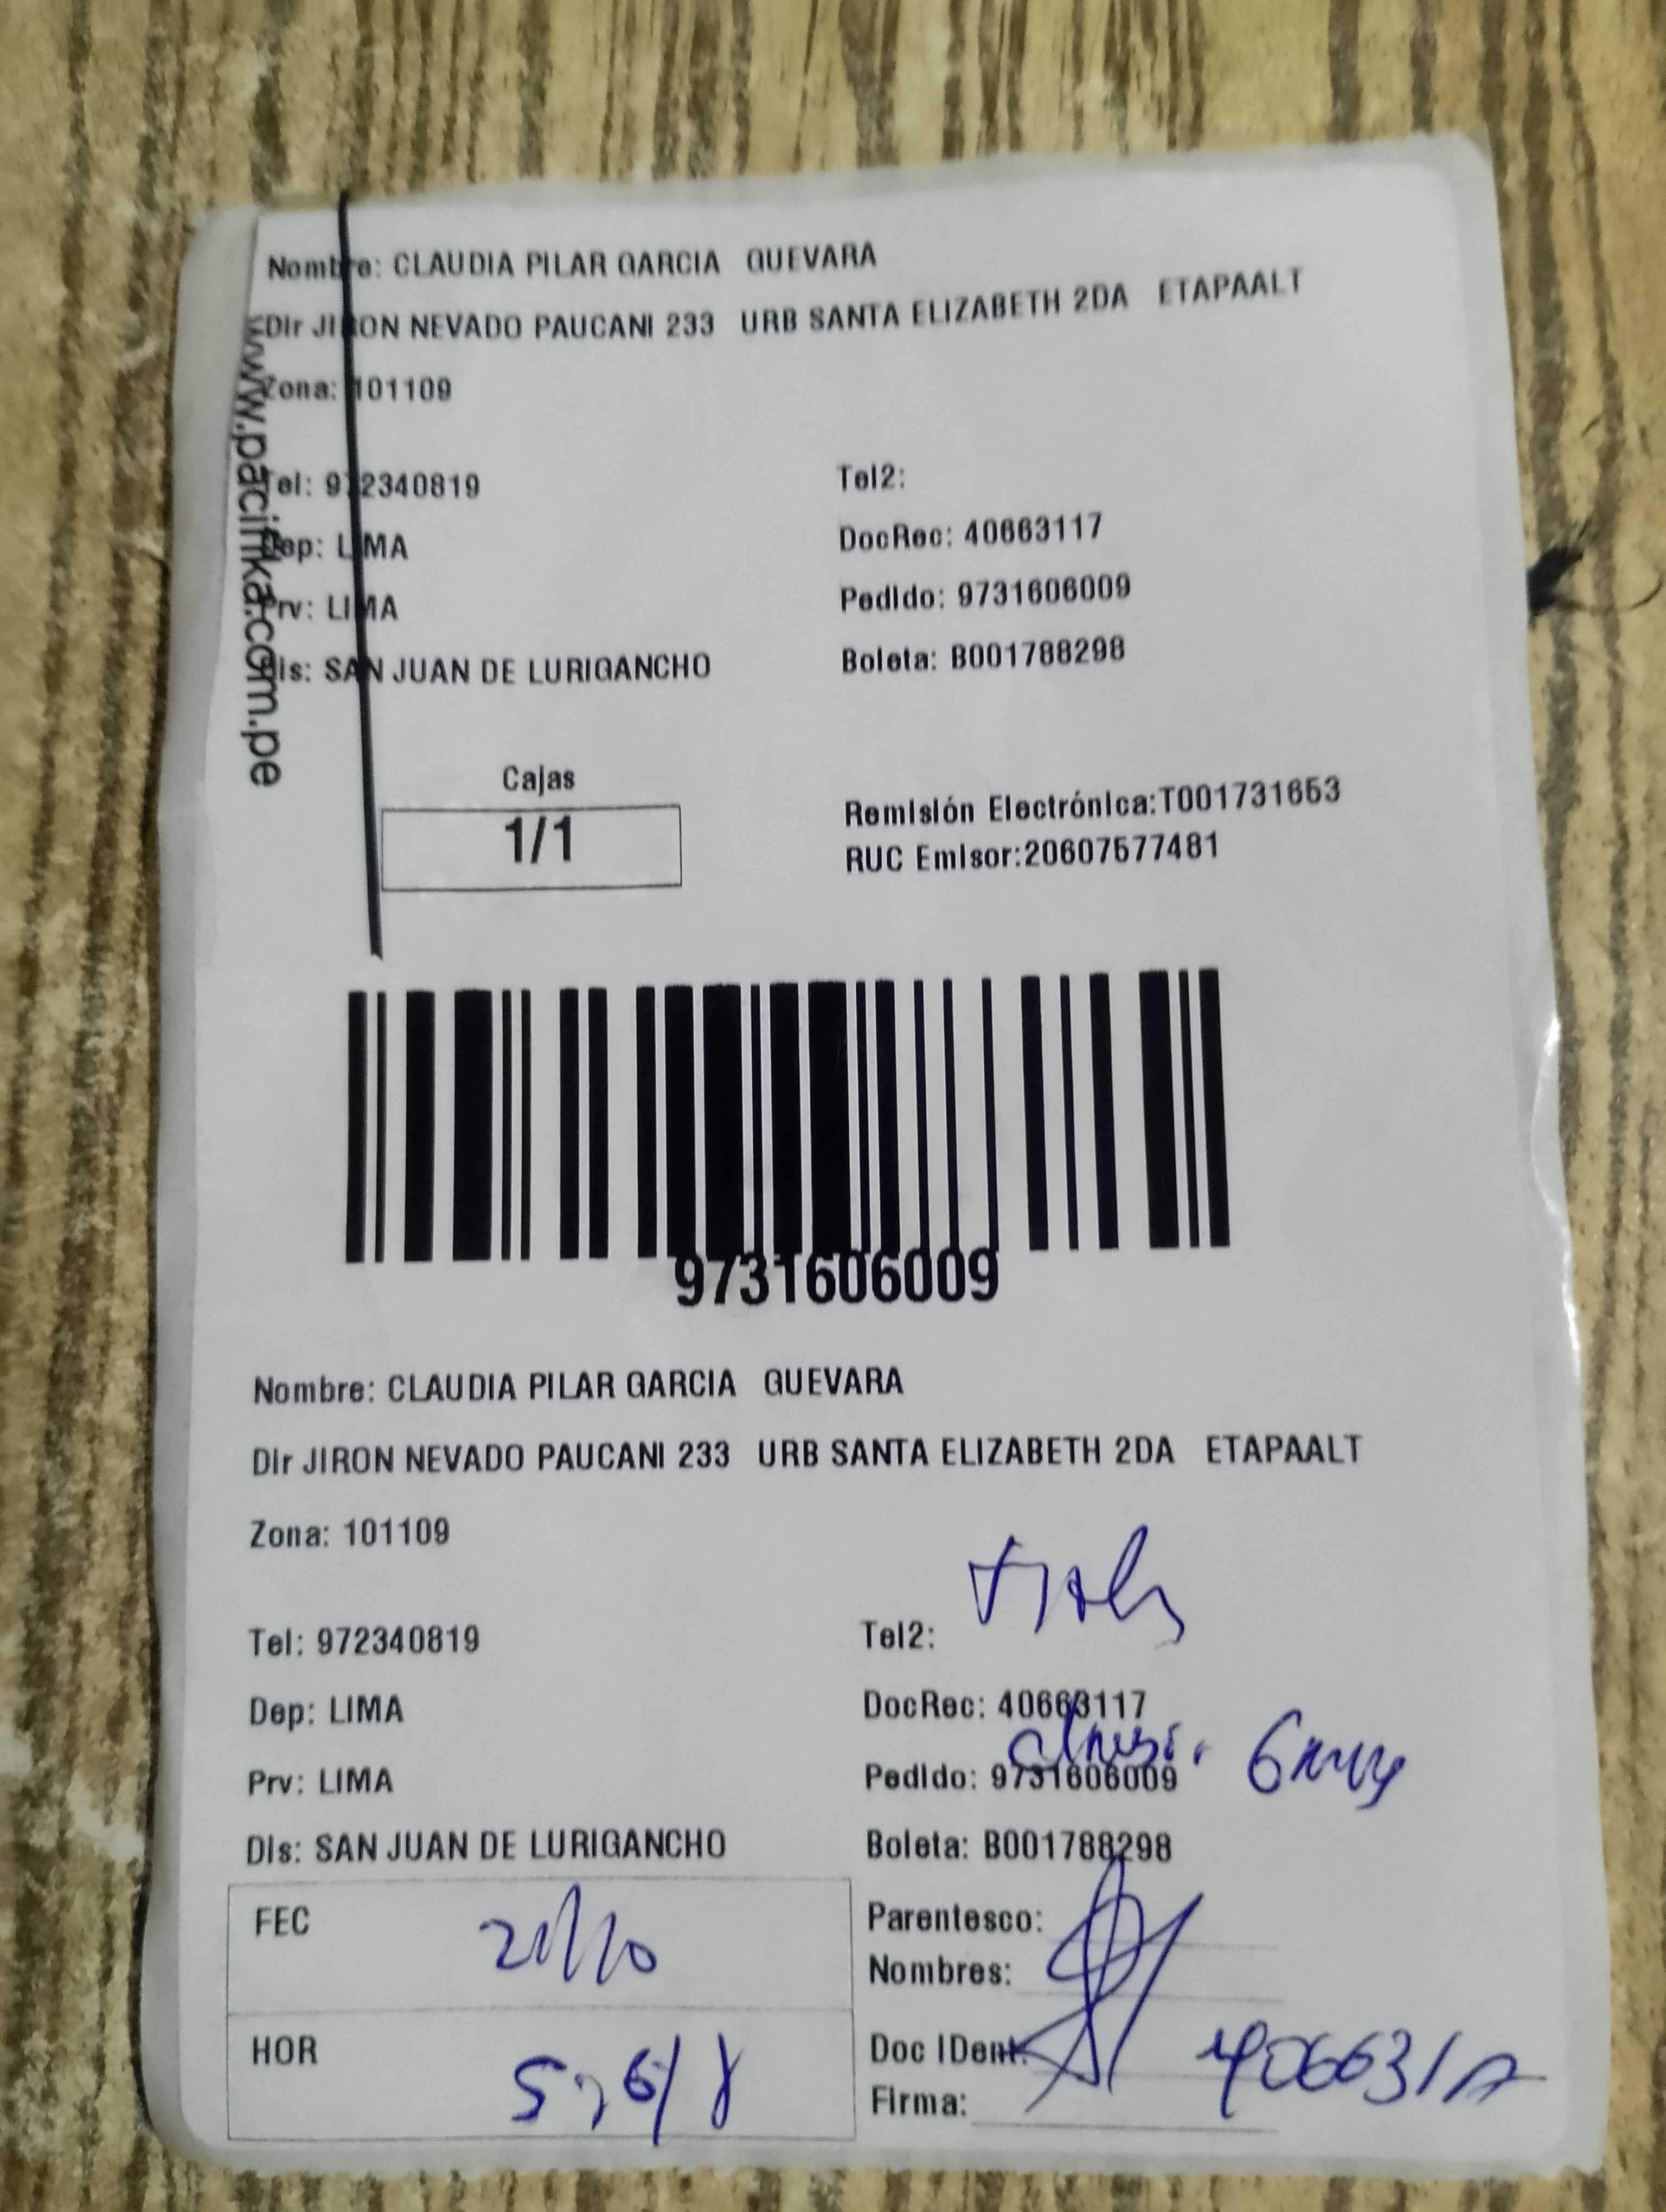 Nombre: CLAUDIA PILAR GARCIA GUEVARA
Dir JIRON NEVADO PAUCANI 233 URB SANTA ELIZABETH 2DA ETAPAALT
Zona: 101109
Tel: 972340819 Tel2:
Dep: LIMA DocRec: 40663117
Prv: LIMA Pedido: 9731606009
Dis: SAN JUAN DE LURIGANCHO Boleta: B001788298
www.pacifika.com.pe
Cajas
1/1
Remisión Electrónica:T001731653
RUC Emisor:20607577481
9731606009
Nombre: CLAUDIA PILAR GARCIA GUEVARA
Dir JIRON NEVADO PAUCANI 233 URB SANTA ELIZABETH 2DA ETAPAALT
Zona: 101109
Tel: 972340819 Tel2:
Dep: LIMA DocRec: 40663117
Prv: LIMA Pedido: 9731606009
Dis: SAN JUAN DE LURIGANCHO Boleta: B001788298
FEC 21/10
HOR
Parentesco:
Nombres:
Doc IDent:
Firma: